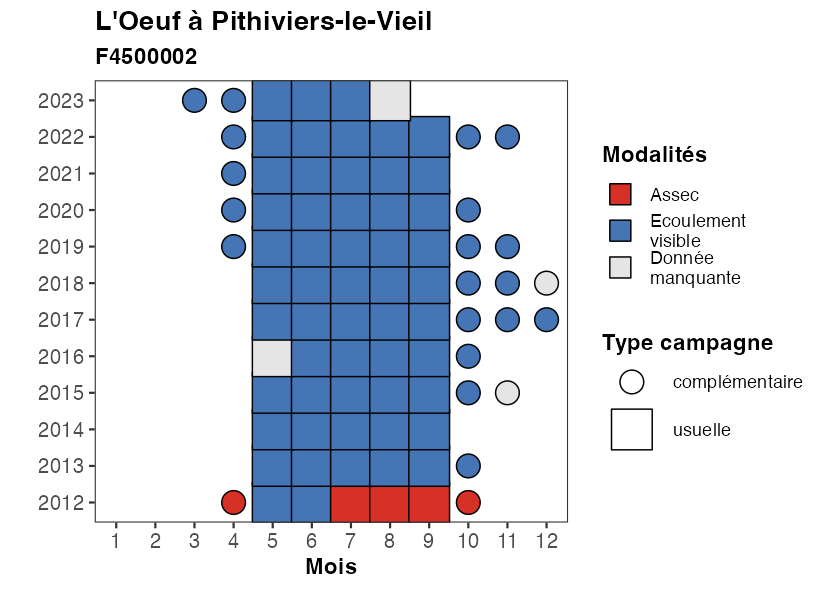 L'Oeuf à Pithiviers-le-Vieil
F4500002
2023
2022
2021
2020
2019
2018
2017
2016
2015
2014
2013
2012
1 2 3 4 5 6 7 8 9 10 11 12
Mois
Modalités
Assec
Ecoulement
visible
Donnée
manquante
Type campagne
complémentaire
usuelle